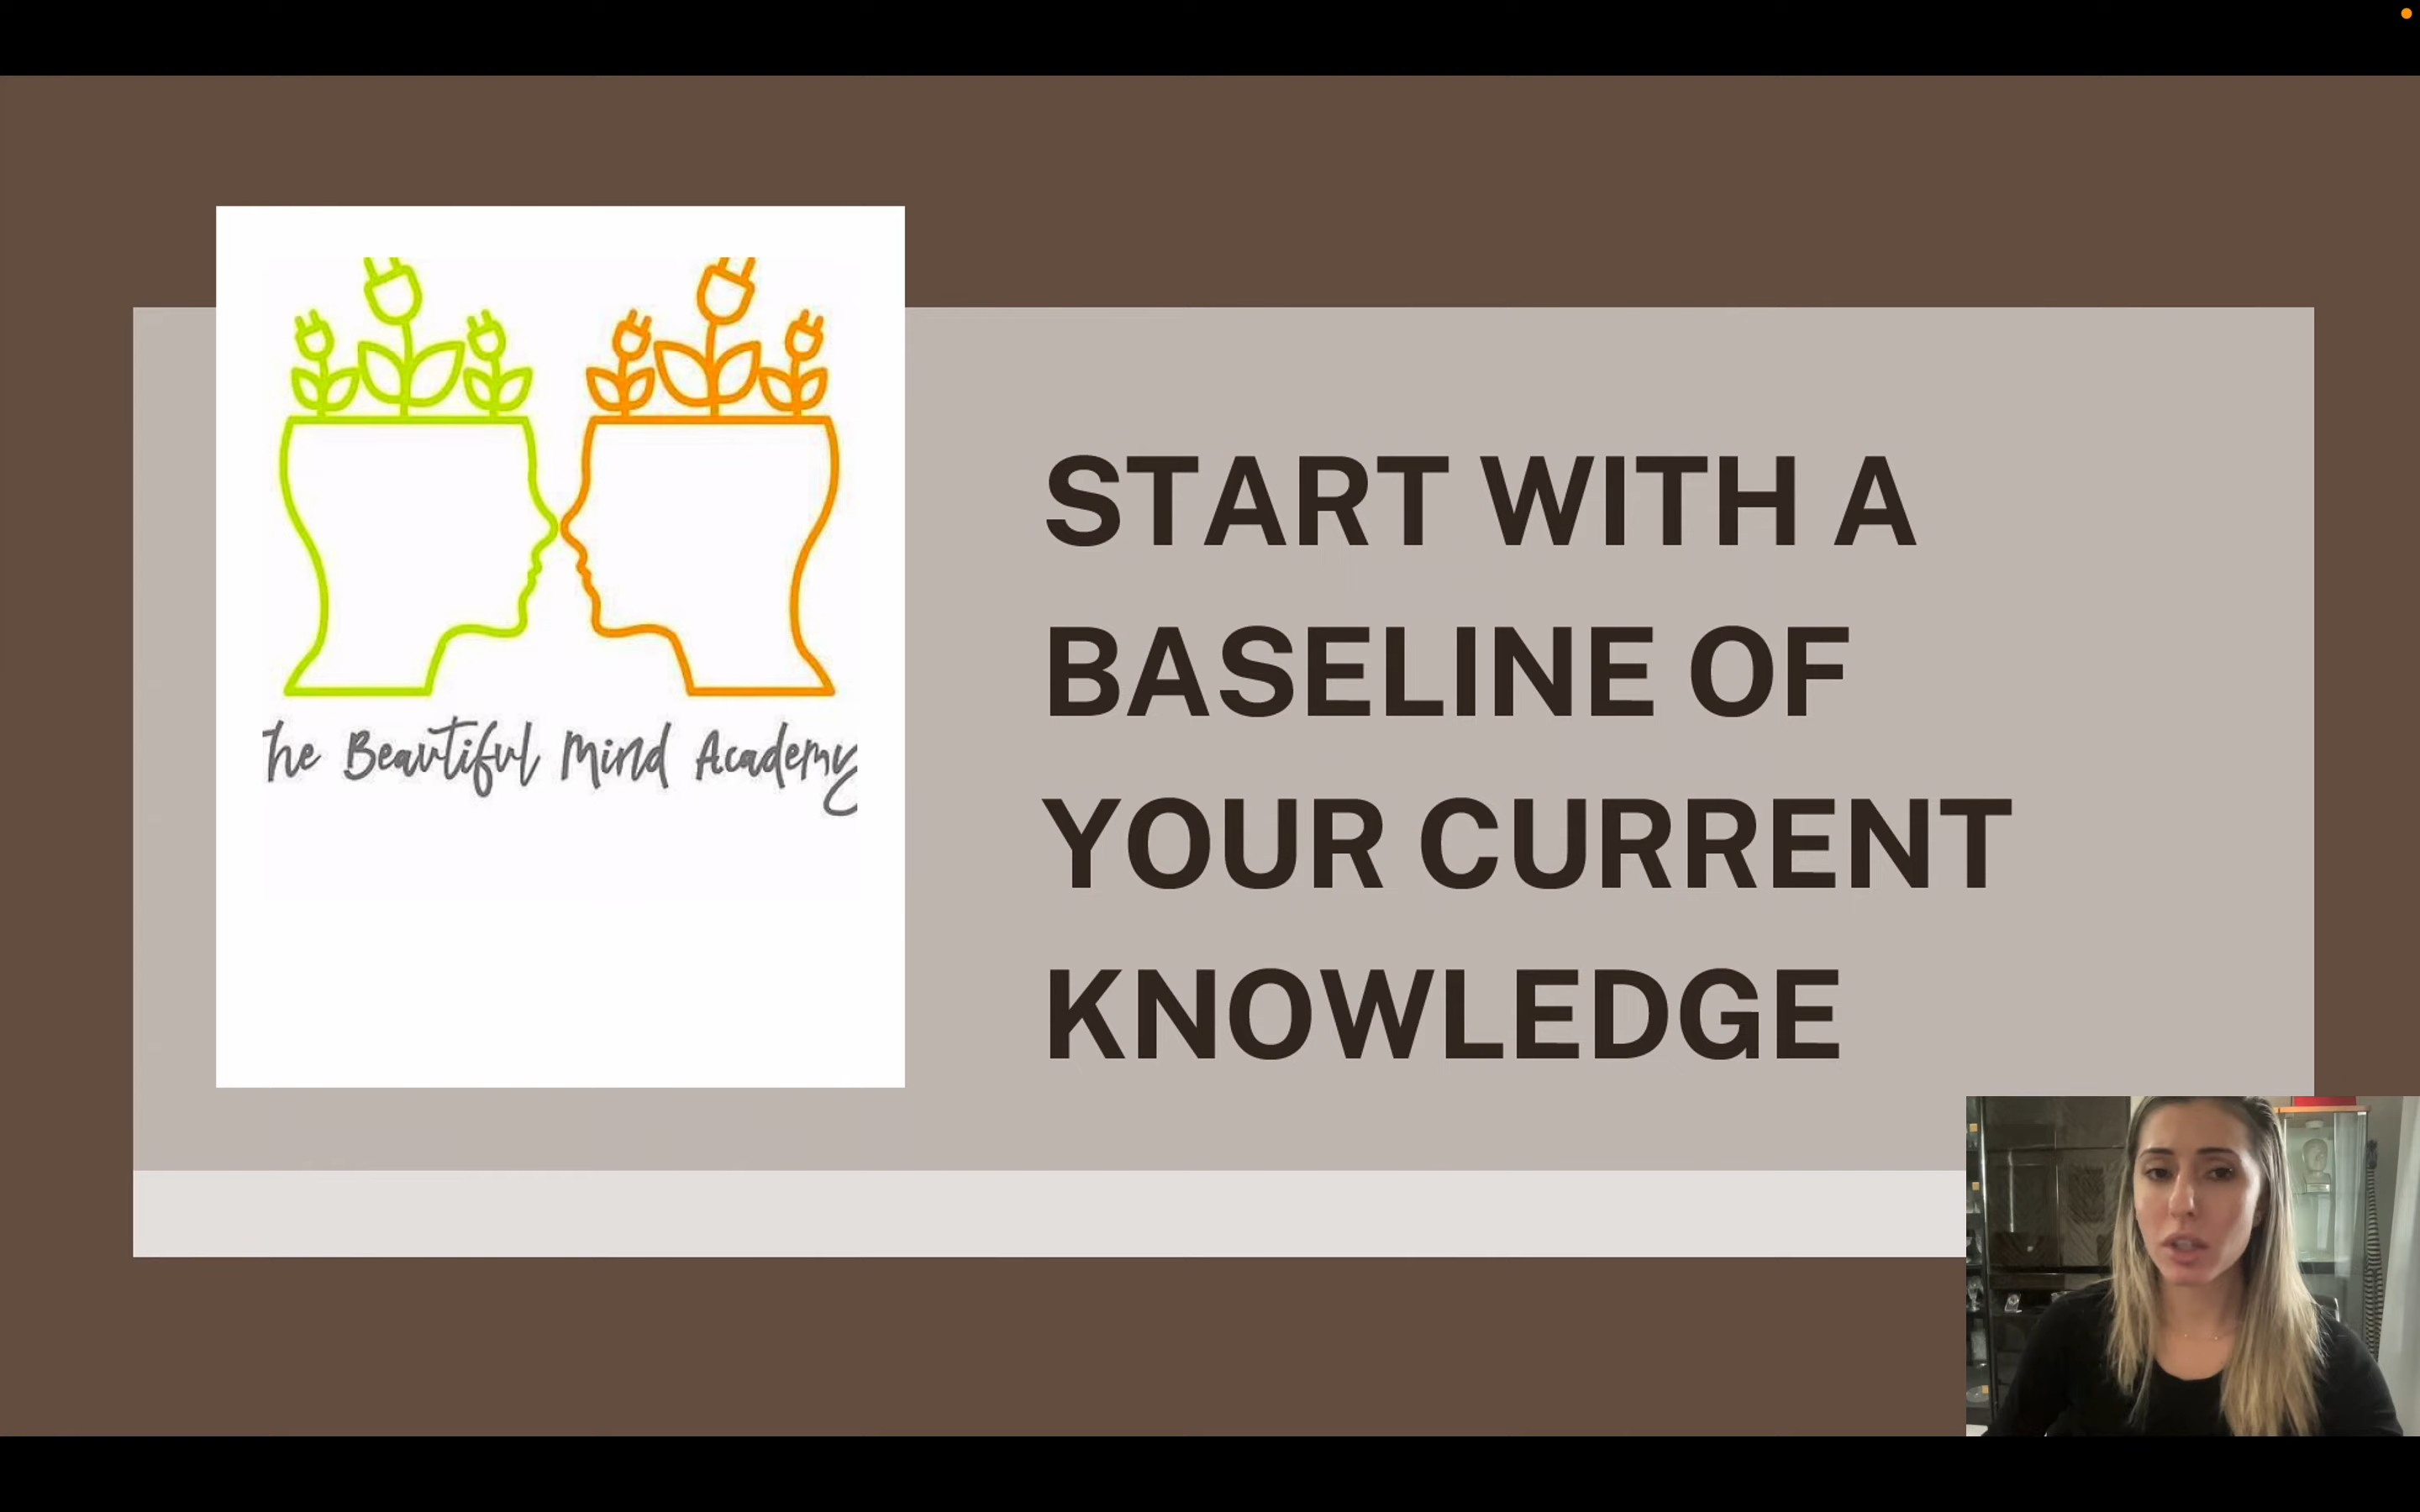 he Beautiful Mind Academy
START WITH A
BASELINE OF
YOUR CURRENT
KNOWLEDGE